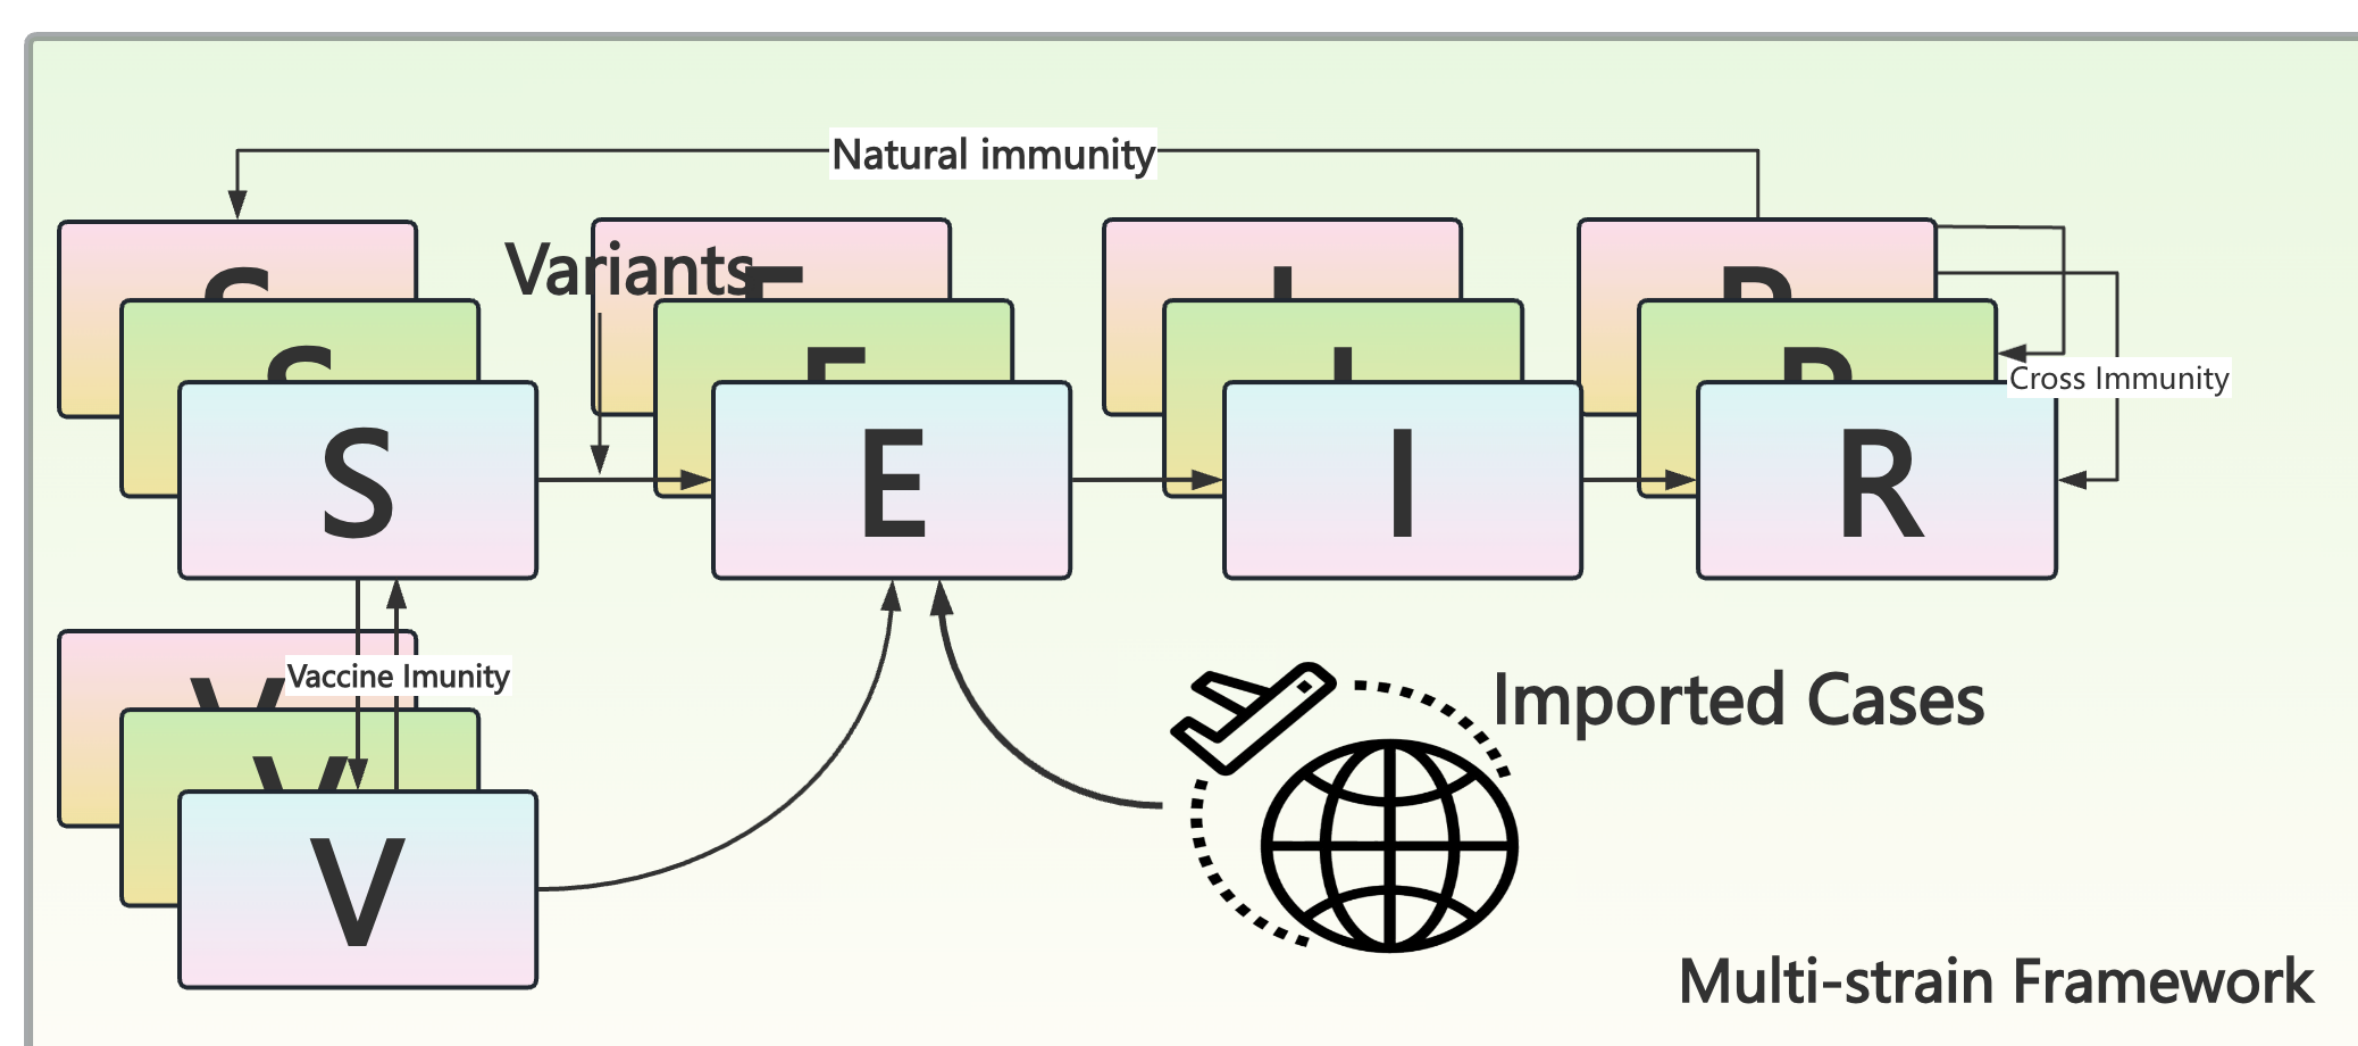 Natural immunity
Variants
S
E
I
R
S
E
I
R
Cross Immunity
S
E
I
R
V
Vaccine Imunity
V
V
Imported Cases
Multi-strain Framework